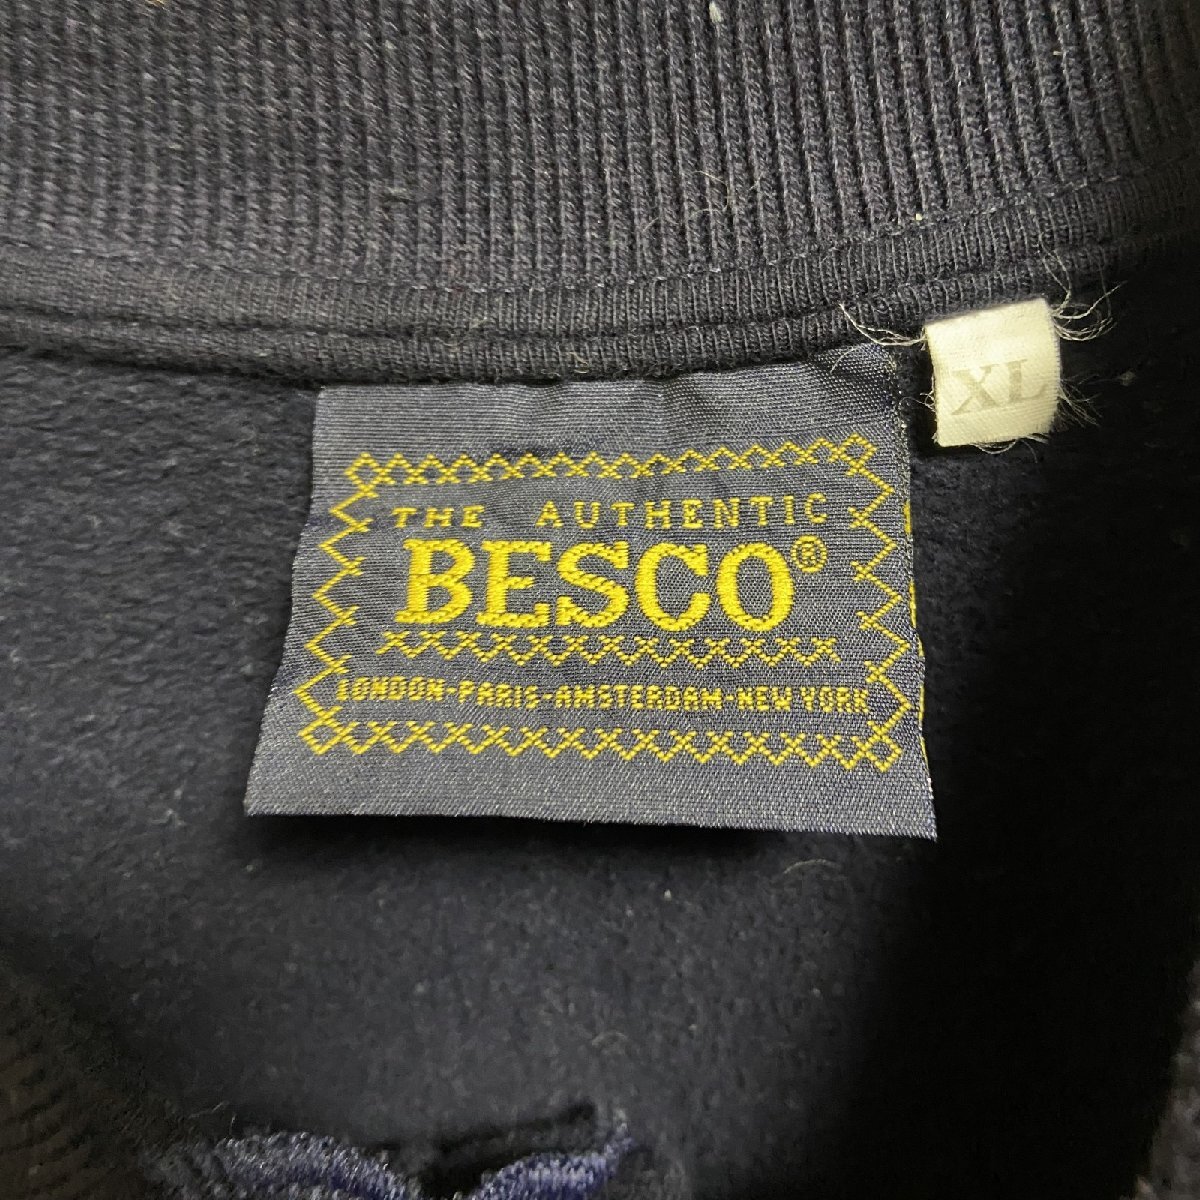 XL
THE AUTHENTIC
BESCO®
LONDON-PARIS-AMSTERDAM-NEW YORK